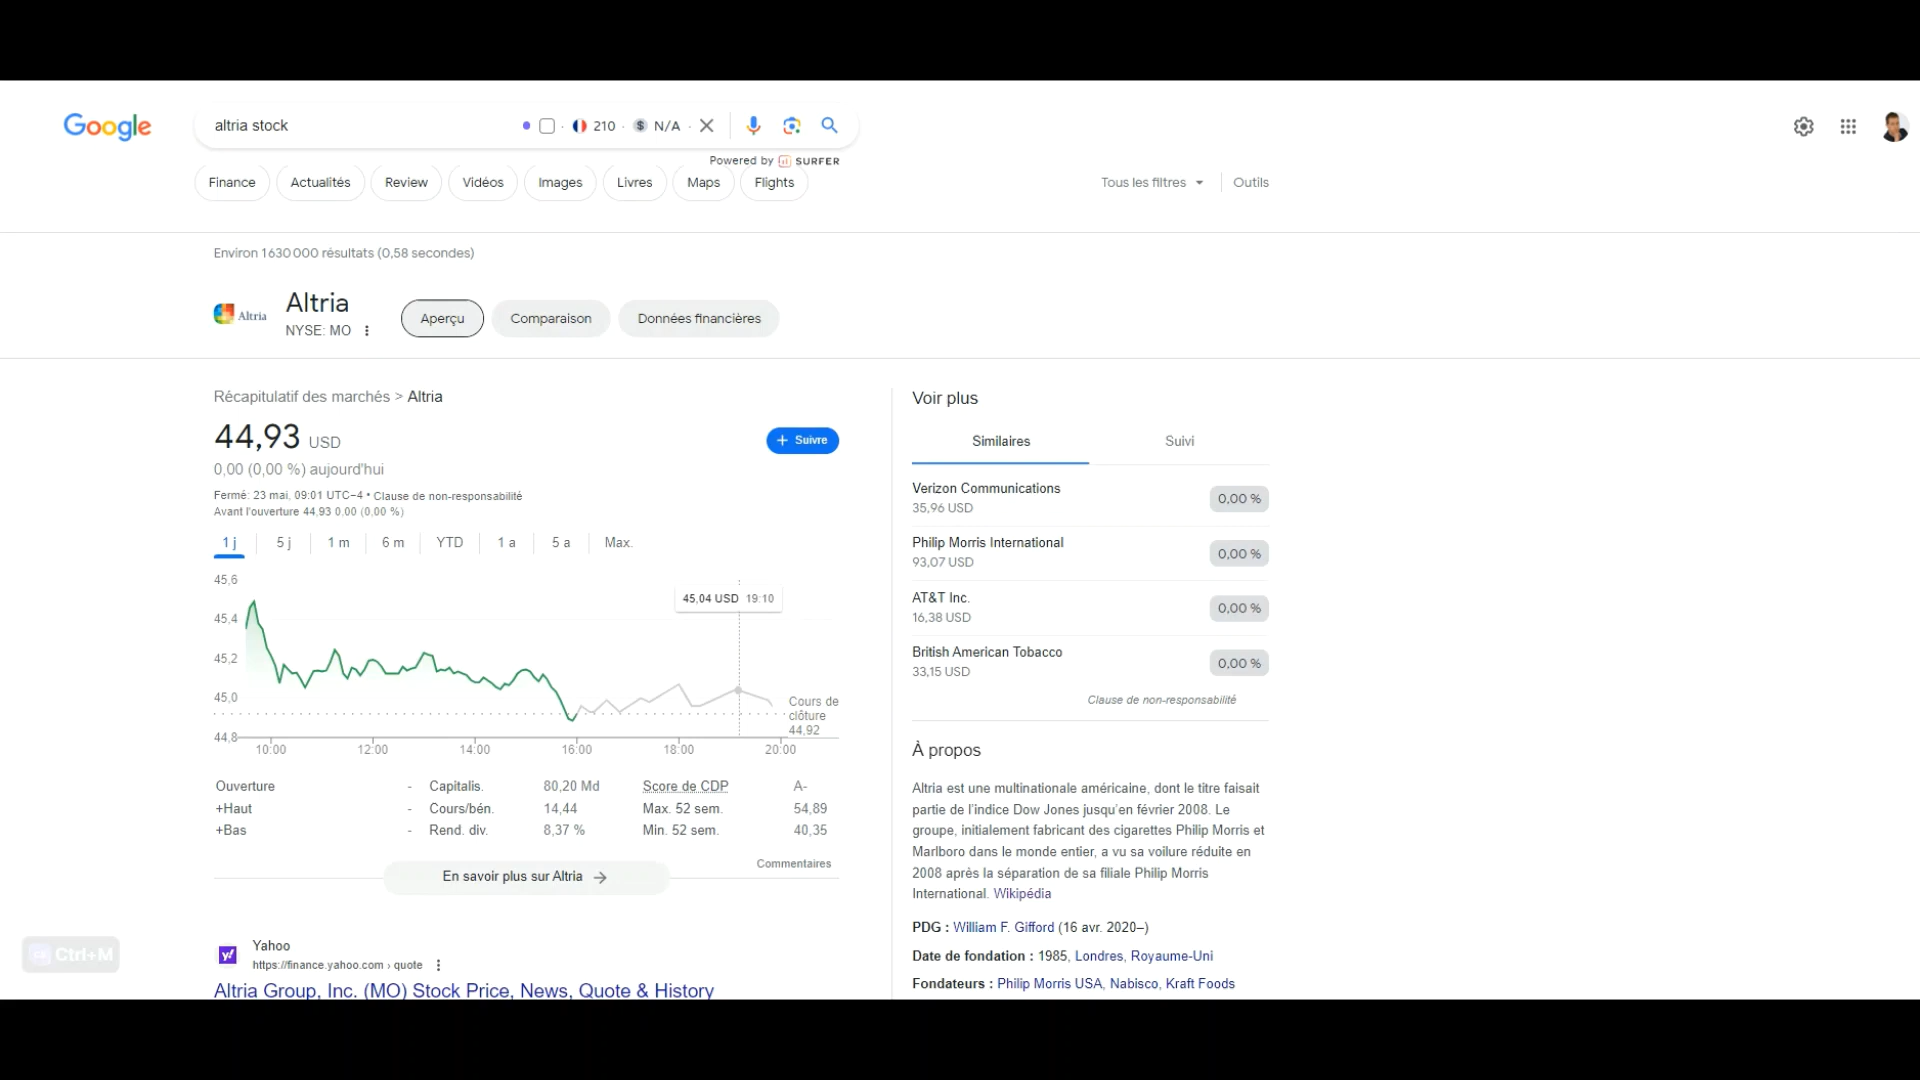 Google
altria stock
210 · N/A ·
Powered by SURFER
Finance Actualités Review Vidéos Images Livres Maps Flights
Tous les filtres Outils
Environ 1 630 000 résultats (0,58 secondes)
Altria
Altria
NYSE: MO
Aperçu Comparaison Données financières
Récapitulatif des marchés > Altria
44,93 USD
+ Suivre
0,00 (0,00 %) aujourd'hui
Fermé: 23 mai, 09:01 UTC−4 • Clause de non-responsabilité
Avant l'ouverture 44,93 0,00 (0,00 %)
1 j 5 j 1 m 6 m YTD 1 a 5 a Max.
45,6
45,4
45,2
45,0
44,8
45,04 USD 19:10
Cours de
clôture
44,92
10:00 12:00 14:00 16:00 18:00 20:00
Ouverture - Capitalis. 80,20 Md Score de CDP A-
+Haut - Cours/bén. 14,44 Max. 52 sem. 54,89
+Bas - Rend. div. 8,37 % Min. 52 sem. 40,35
Commentaires
En savoir plus sur Altria →
Yahoo
https://finance.yahoo.com › quote
Altria Group, Inc. (MO) Stock Price, News, Quote & History
Ctrl+M
Voir plus
Similaires Suivi
Verizon Communications
35,96 USD
0,00 %
Philip Morris International
93,07 USD
0,00 %
AT&T Inc.
16,38 USD
0,00 %
British American Tobacco
33,15 USD
0,00 %
Clause de non-responsabilité
À propos
Altria est une multinationale américaine, dont le titre faisait
partie de l'indice Dow Jones jusqu'en février 2008. Le
groupe, initialement fabricant des cigarettes Philip Morris et
Marlboro dans le monde entier, a vu sa voilure réduite en
2008 après la séparation de sa filiale Philip Morris
International. Wikipédia
PDG : William F. Gifford (16 avr. 2020–)
Date de fondation : 1985, Londres, Royaume-Uni
Fondateurs : Philip Morris USA, Nabisco, Kraft Foods